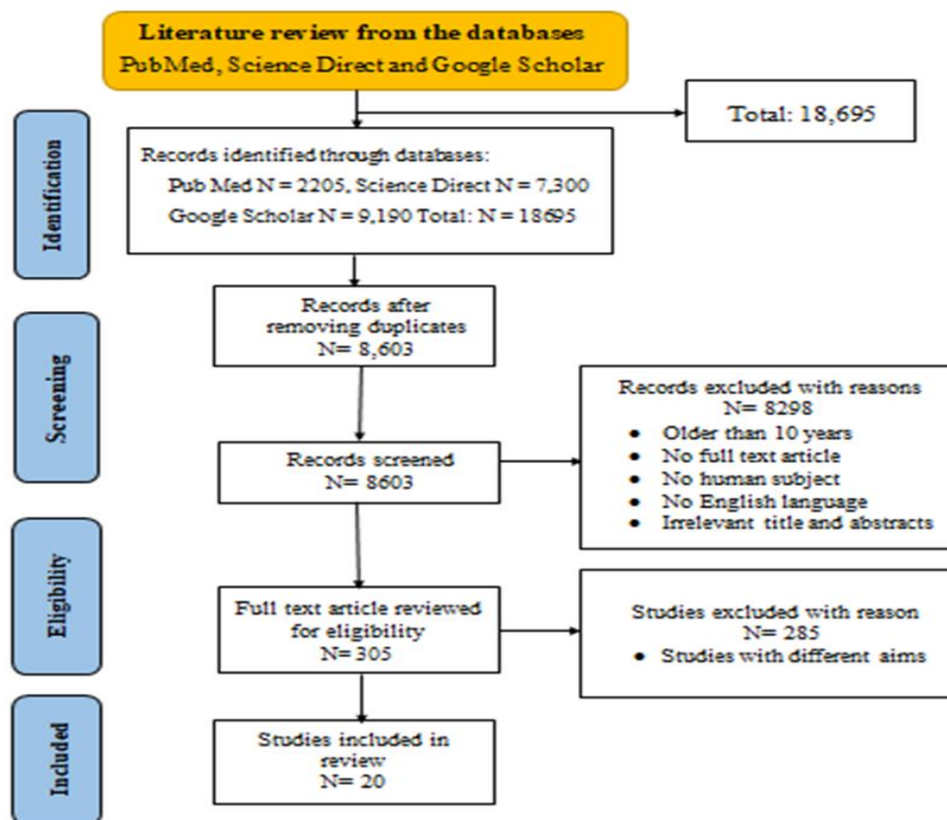 Literature review from the databases
PubMed, Science Direct and Google Scholar
Total: 18,695
Identification
Records identified through databases:
Pub Med N = 2205, Science Direct N = 7,300
Google Scholar N = 9,190 Total: N = 18695
Records after
removing duplicates
N= 8,603
Screening
Records screened
N= 8603
Records excluded with reasons
N= 8298
• Older than 10 years
• No full text article
• No human subject
• No English language
• Irrelevant title and abstracts
Eligibility
Full text article reviewed
for eligibility
N= 305
Studies excluded with reason
N= 285
• Studies with different aims
Included
Studies included in
review
N= 20